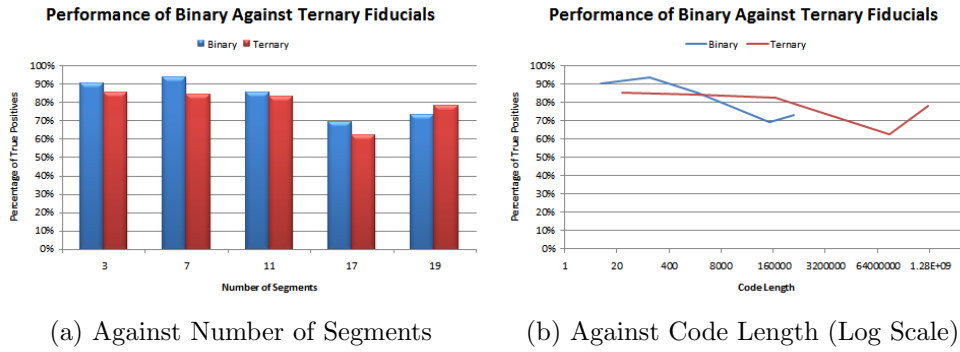 Performance of Binary Against Ternary Fiducials
Binary Ternary
Percentage of True Positives
100%
90%
80%
70%
60%
50%
40%
30%
20%
10%
0%
3 7 11 17 19
Number of Segments
(a) Against Number of Segments
Performance of Binary Against Ternary Fiducials
Binary Ternary
Percentage of True Positives
100%
90%
80%
70%
60%
50%
40%
30%
20%
10%
0%
1 20 400 8000 160000 3200000 64000000 1.28E+09
Code Length
(b) Against Code Length (Log Scale)